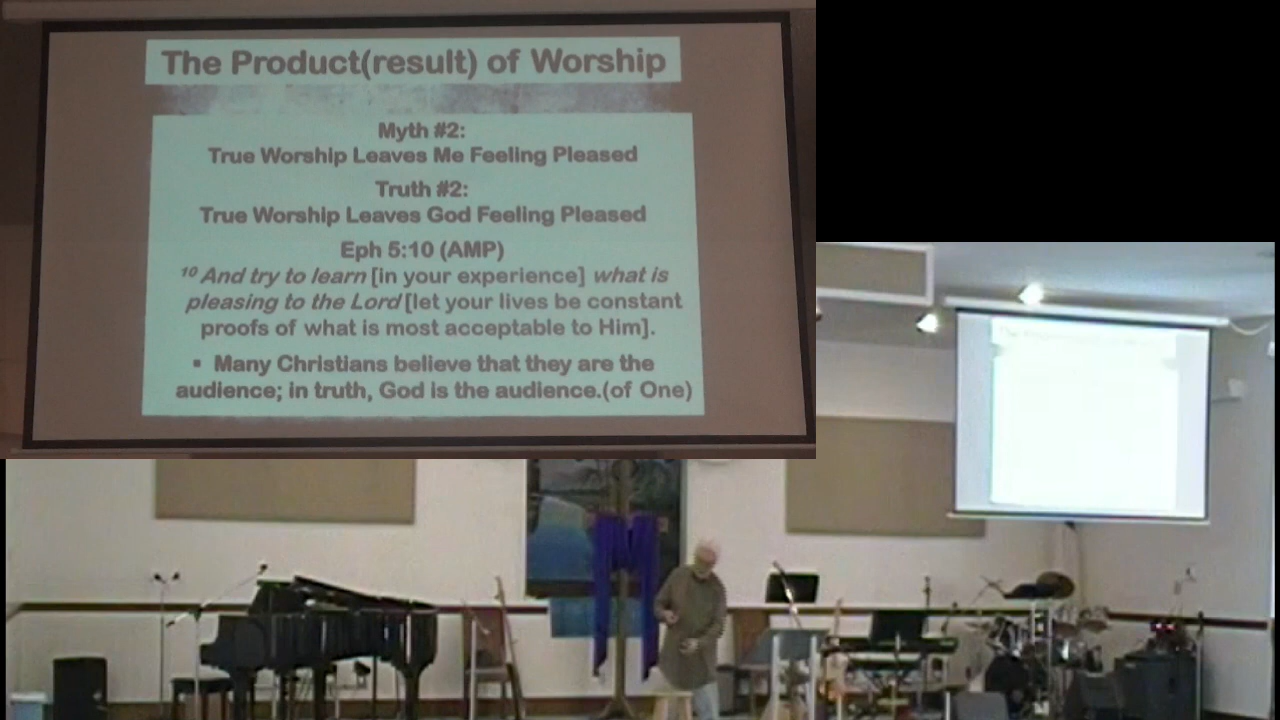 The Product(result) of Worship
Myth #2:
True Worship Leaves Me Feeling Pleased
Truth #2:
True Worship Leaves God Feeling Pleased
Eph 5:10 (AMP)
10 And try to learn [in your experience] what is
pleasing to the Lord [let your lives be constant
proofs of what is most acceptable to Him].
▪ Many Christians believe that they are the
audience; in truth, God is the audience.(of One)